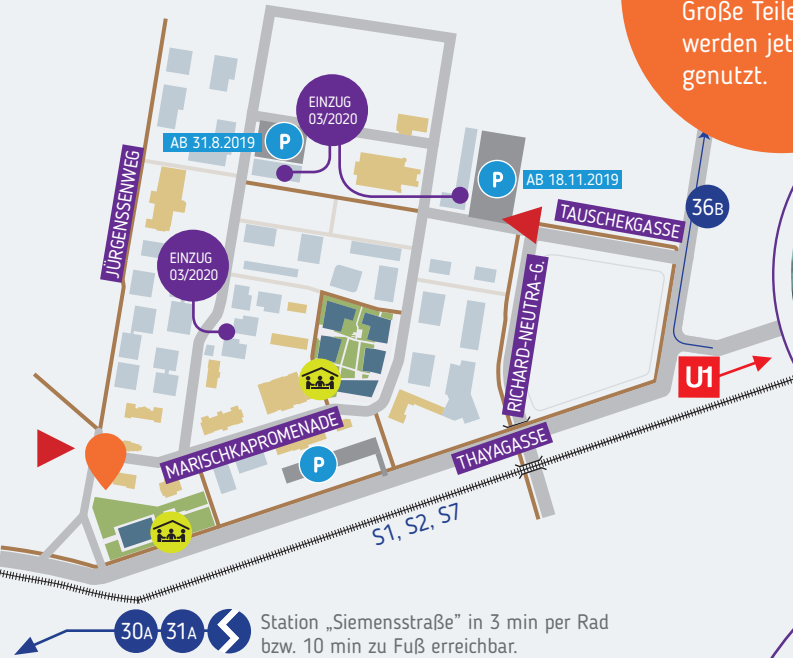 Große Teile
werden jet
genutzt.
EINZUG
03/2020
AB 31.8.2019
P
P
AB 18.11.2019
36B
TAUSCHEKGASSE
JÜRGENSSENWEG
EINZUG
03/2020
RICHARD-NEUTRA-G.
U1
MARISCHKAPROMENADE
THAYAGASSE
P
S1, S2, S7
30A
31A
Station „Siemensstraße" in 3 min per Rad
bzw. 10 min zu Fuß erreichbar.